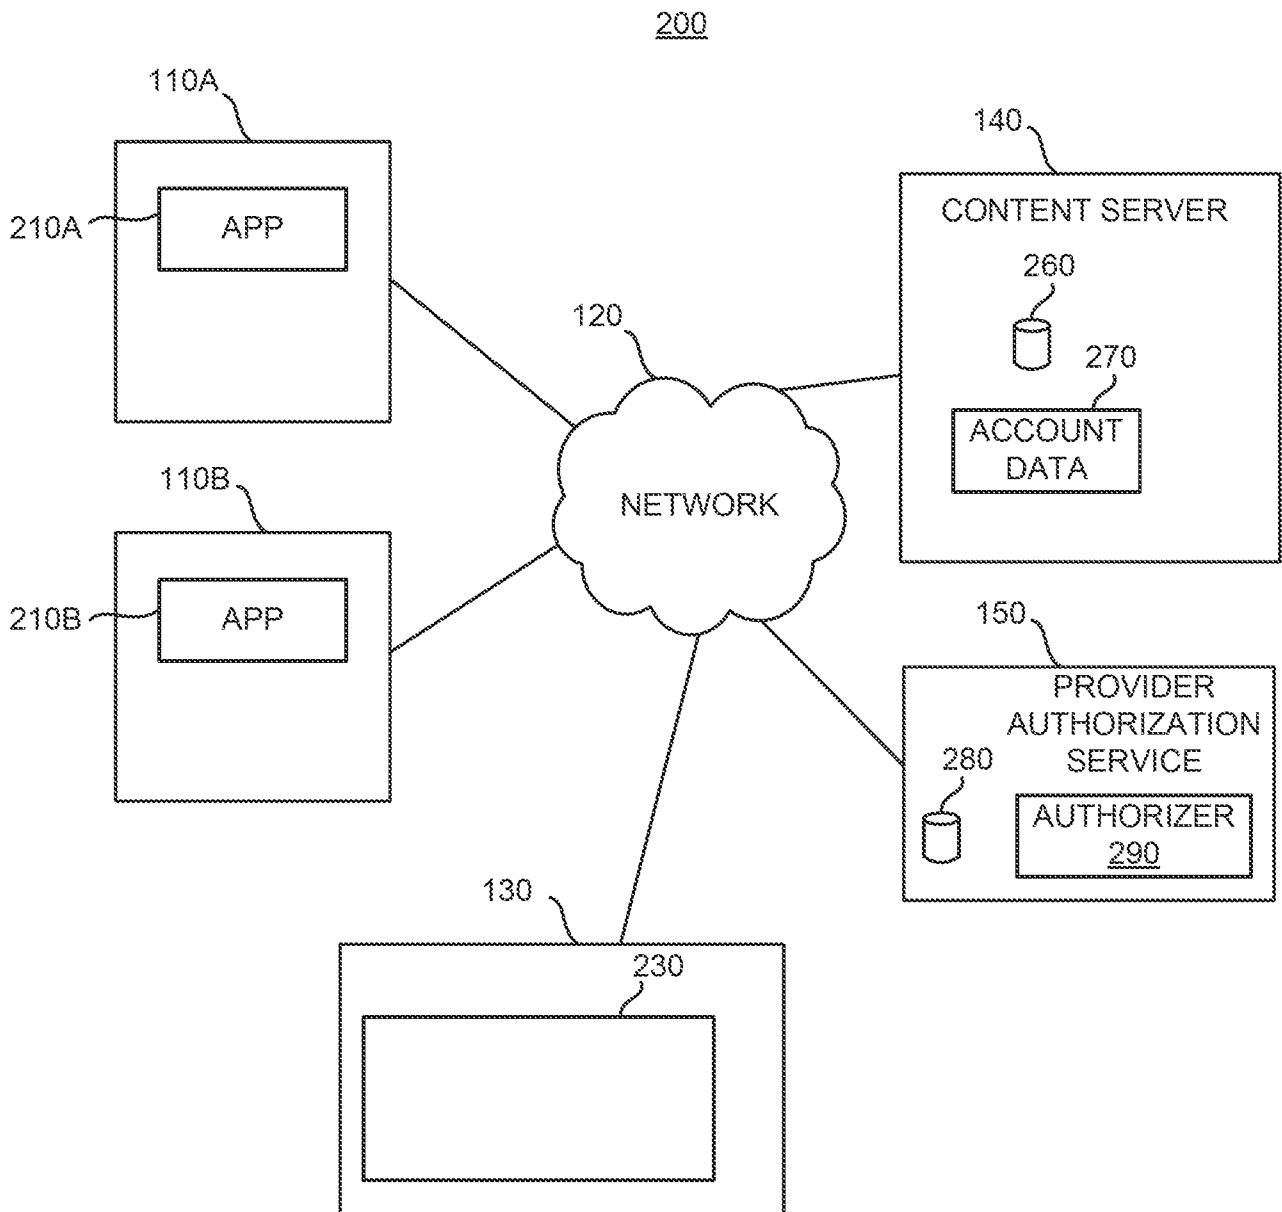 200
110A
210A
APP
110B
210B
APP
120
NETWORK
140
CONTENT SERVER
260
270
ACCOUNT
DATA
150
PROVIDER
AUTHORIZATION
SERVICE
280
AUTHORIZER
290
130
230